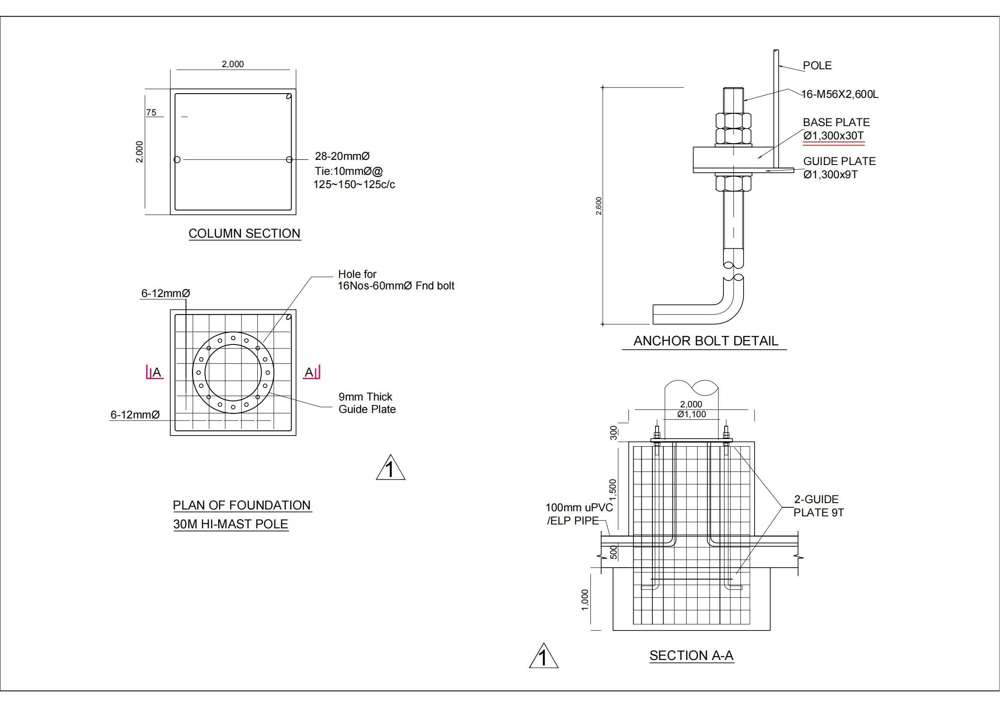 2,000
75
2,000
28-20mmØ
Tie:10mmØ@
125~150~125c/c
COLUMN SECTION
POLE
16-M56X2,600L
BASE PLATE
Ø1,300x30T
GUIDE PLATE
Ø1,300x9T
2,600
ANCHOR BOLT DETAIL
Hole for
16Nos-60mmØ Fnd bolt
6-12mmØ
A
A
9mm Thick
Guide Plate
6-12mmØ
1
PLAN OF FOUNDATION
30M HI-MAST POLE
2,000
Ø1,100
300
1,500
100mm uPVC
/ELP PIPE
2-GUIDE
PLATE 9T
500
1,000
1
SECTION A-A